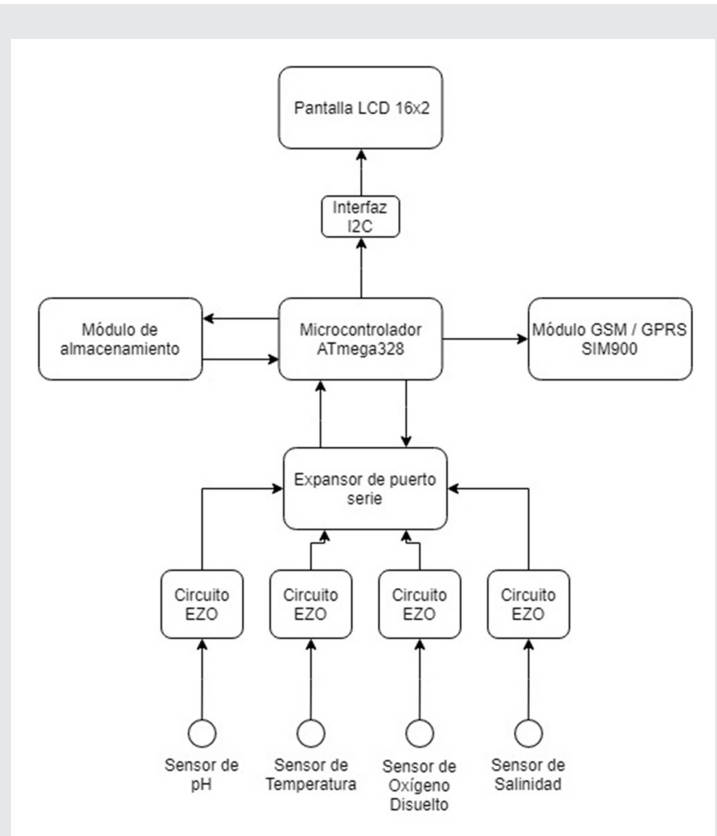 Pantalla LCD 16x2
Interfaz
I2C
Módulo de
almacenamiento
Microcontrolador
ATmega328
Módulo GSM / GPRS
SIM900
Expansor de puerto
serie
Circuito
EZO
Circuito
EZO
Circuito
EZO
Circuito
EZO
Sensor de
pH
Sensor de
Temperatura
Sensor de
Oxígeno
Disuelto
Sensor de
Salinidad